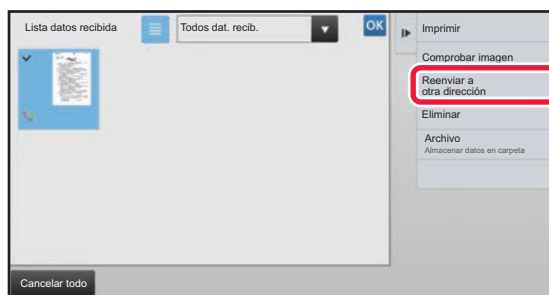 Lista datos recibida
Todos dat. recib.
OK
Imprimir
Comprobar imagen
Reenviar a
otra dirección
Eliminar
Archivo
Almacenar datos en carpeta
Cancelar todo